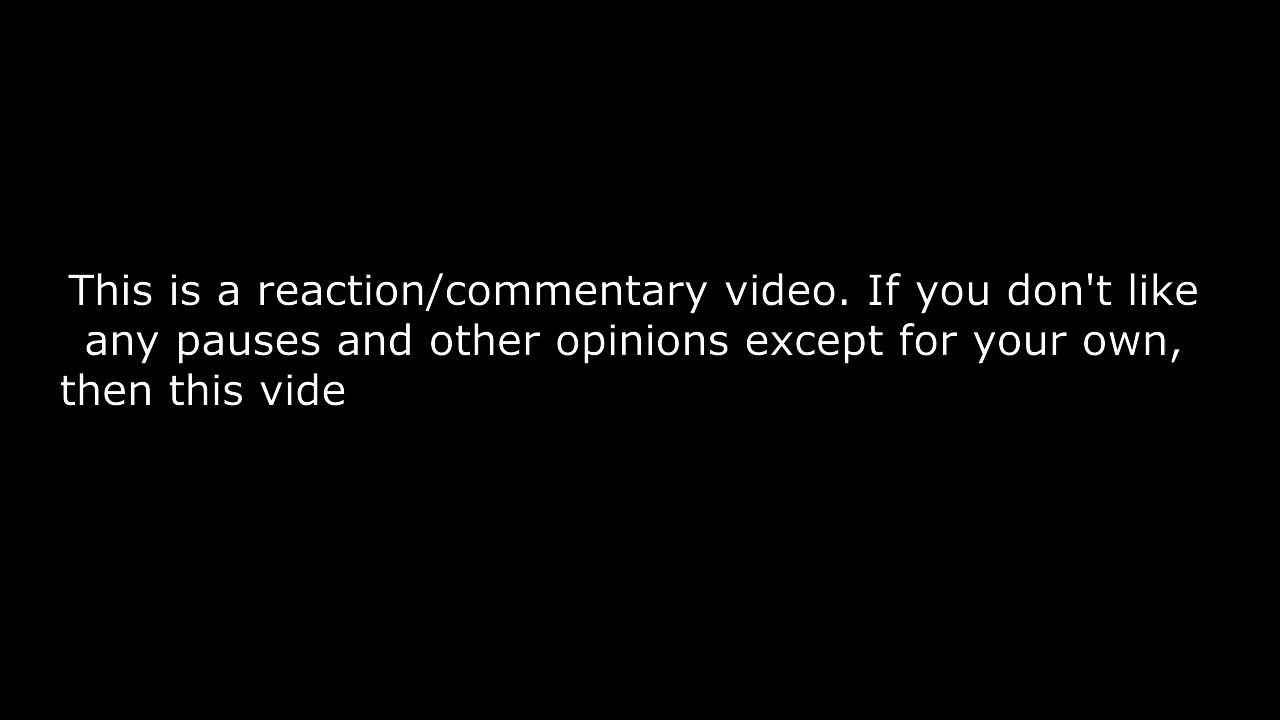 This is a reaction/commentary video. If you don't like
any pauses and other opinions except for your own,
then this vide